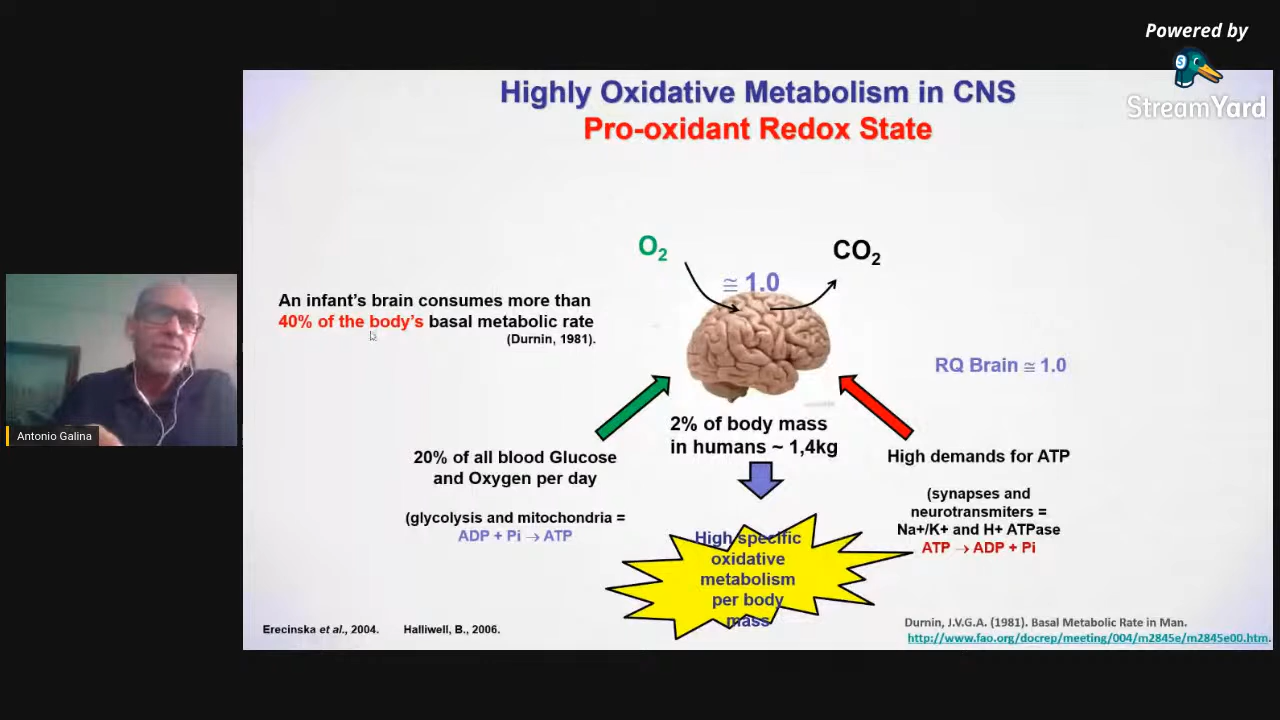 Powered by
StreamYard
Highly Oxidative Metabolism in CNS
Pro-oxidant Redox State
O2
CO2
≅ 1.0
An infant's brain consumes more than
40% of the body's basal metabolic rate
(Durnin, 1981).
RQ Brain ≅ 1.0
2% of body mass
in humans ~ 1,4kg
20% of all blood Glucose
and Oxygen per day
(glycolysis and mitochondria =
ADP + Pi → ATP
High demands for ATP
(synapses and
neurotransmiters =
Na+/K+ and H+ ATPase
ATP → ADP + Pi
High specific
oxidative
metabolism
per body
mass
Antonio Galina
Erecinska et al., 2004. Halliwell, B., 2006.
Durnin, J.V.G.A. (1981). Basal Metabolic Rate in Man.
http://www.fao.org/docrep/meeting/004/m2845e/m2845e00.htm.